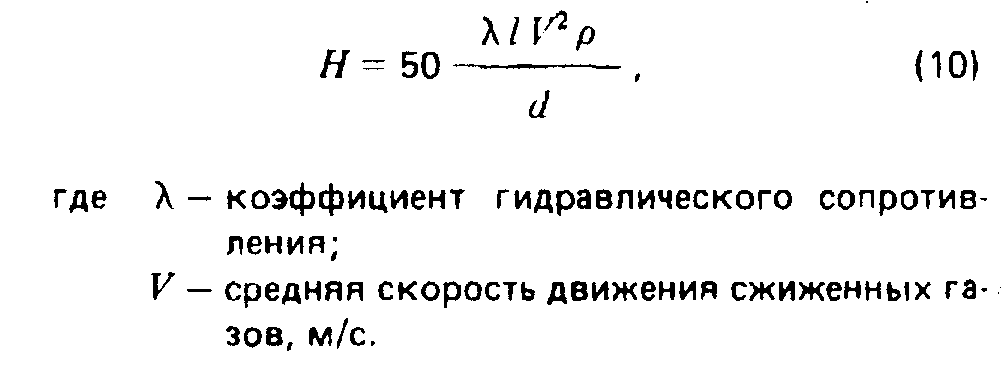 H = 50 λ l V² ρ / d , (10)
где λ — коэффициент гидравлического сопротив-
ления;
V — средняя скорость движения сжиженных га-
зов, м/с.